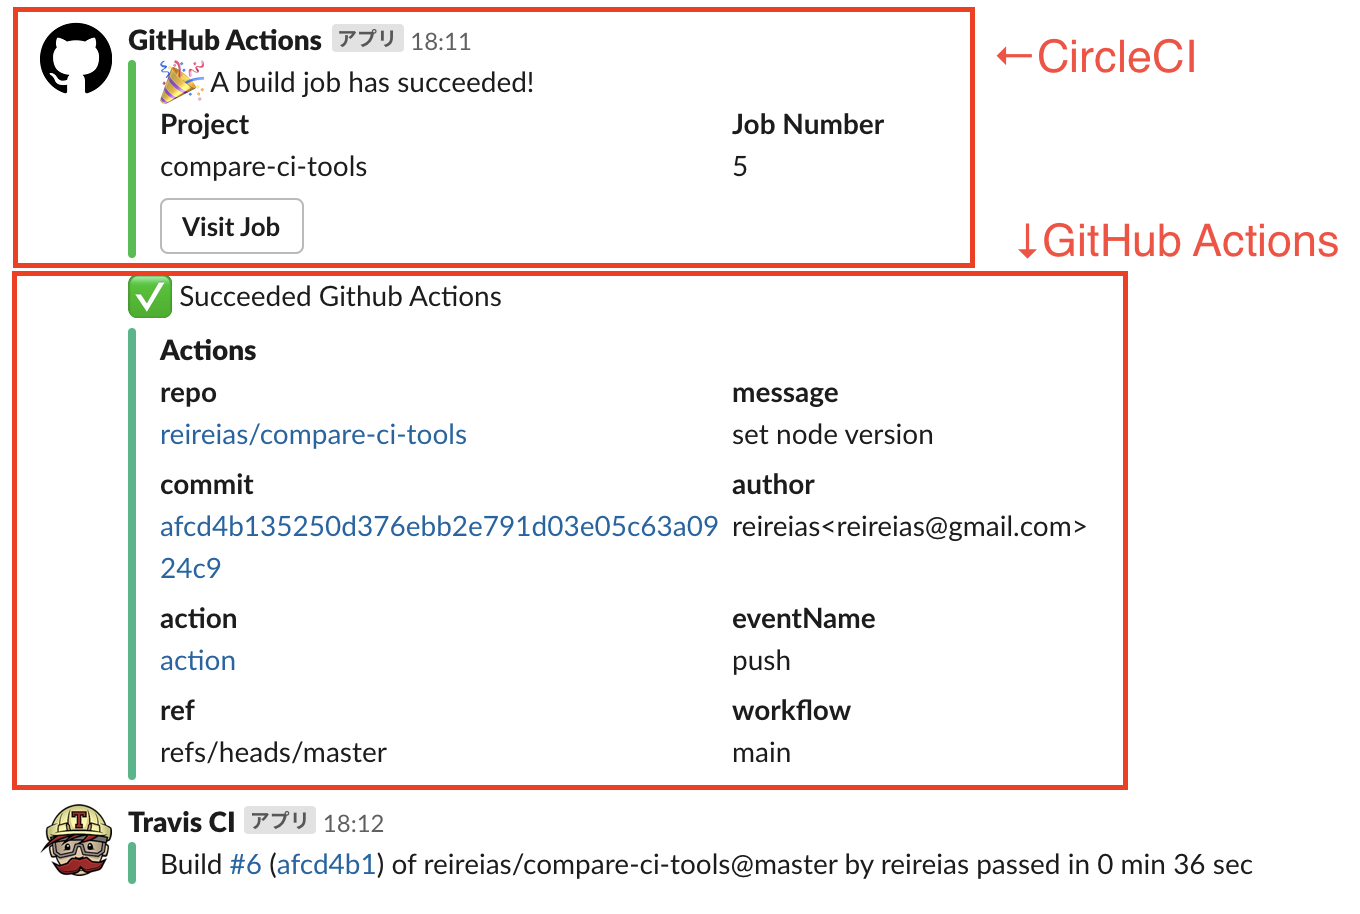 GitHub Actions アプリ 18:11
←CircleCI
🎉 A build job has succeeded!
Project Job Number
compare-ci-tools 5
Visit Job
↓GitHub Actions
✅ Succeeded Github Actions
Actions
repo message
reireias/compare-ci-tools set node version
commit author
afcd4b135250d376ebb2e791d03e05c63a09 reireias<reireias@gmail.com>
24c9
action eventName
action push
ref workflow
refs/heads/master main
T
Travis CI アプリ 18:12
Build #6 (afcd4b1) of reireias/compare-ci-tools@master by reireias passed in 0 min 36 sec